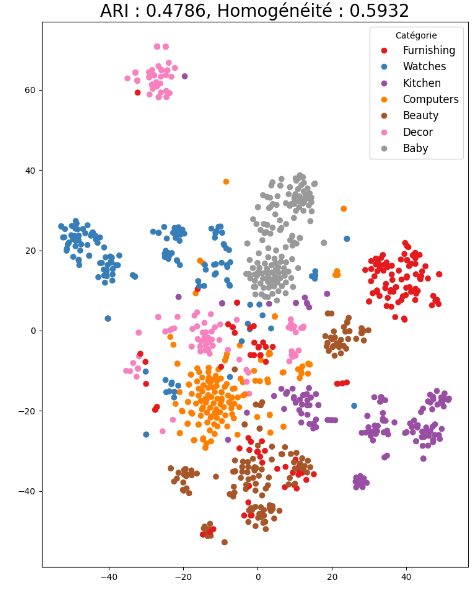 ARI : 0.4786, Homogénéité : 0.5932
Catégorie
Furnishing
Watches
Kitchen
Computers
Beauty
Decor
Baby
60
40
20
0
−20
−40
−40
−20
0
20
40